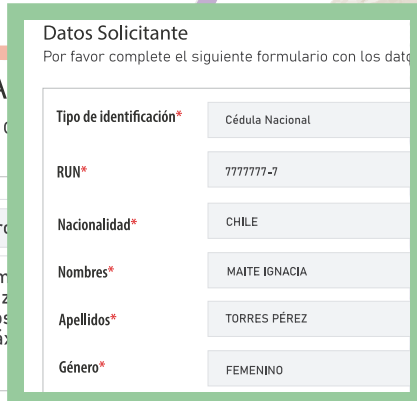 Datos Solicitante
Por favor complete el siguiente formulario con los
Tipo de identificación* Cédula Nacional
RUN* 7777777-7
Nacionalidad* CHILE
Nombres* MAITE IGNACIA
Apellidos* TORRES PÉREZ
Género* FEMENINO